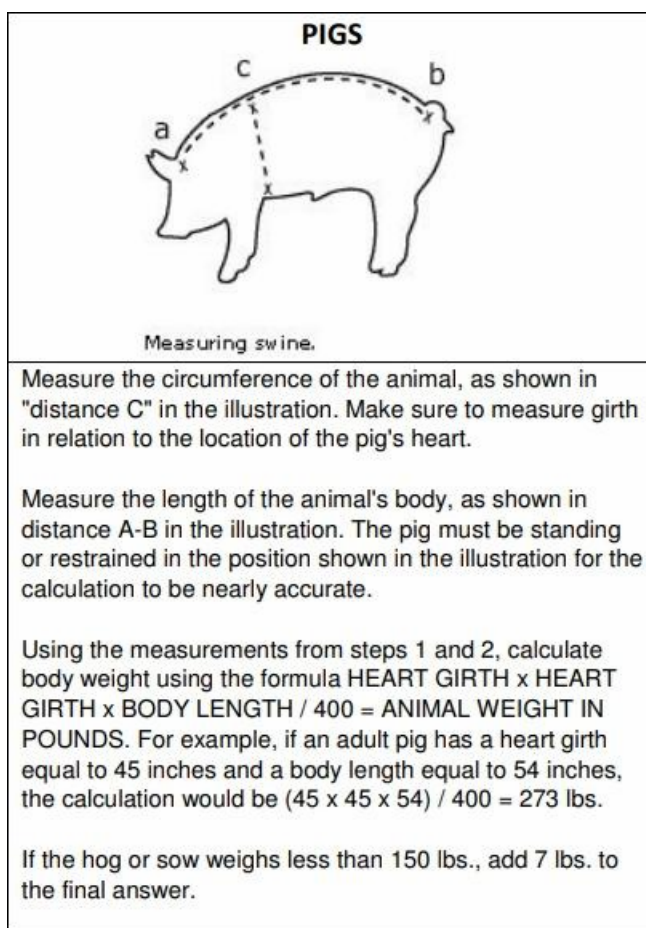 PIGS
c
b
a
Measuring swine.
Measure the circumference of the animal, as shown in
"distance C" in the illustration. Make sure to measure girth
in relation to the location of the pig's heart.
Measure the length of the animal's body, as shown in
distance A-B in the illustration. The pig must be standing
or restrained in the position shown in the illustration for the
calculation to be nearly accurate.
Using the measurements from steps 1 and 2, calculate
body weight using the formula HEART GIRTH x HEART
GIRTH x BODY LENGTH / 400 = ANIMAL WEIGHT IN
POUNDS. For example, if an adult pig has a heart girth
equal to 45 inches and a body length equal to 54 inches,
the calculation would be (45 x 45 x 54) / 400 = 273 lbs.
If the hog or sow weighs less than 150 lbs., add 7 lbs. to
the final answer.